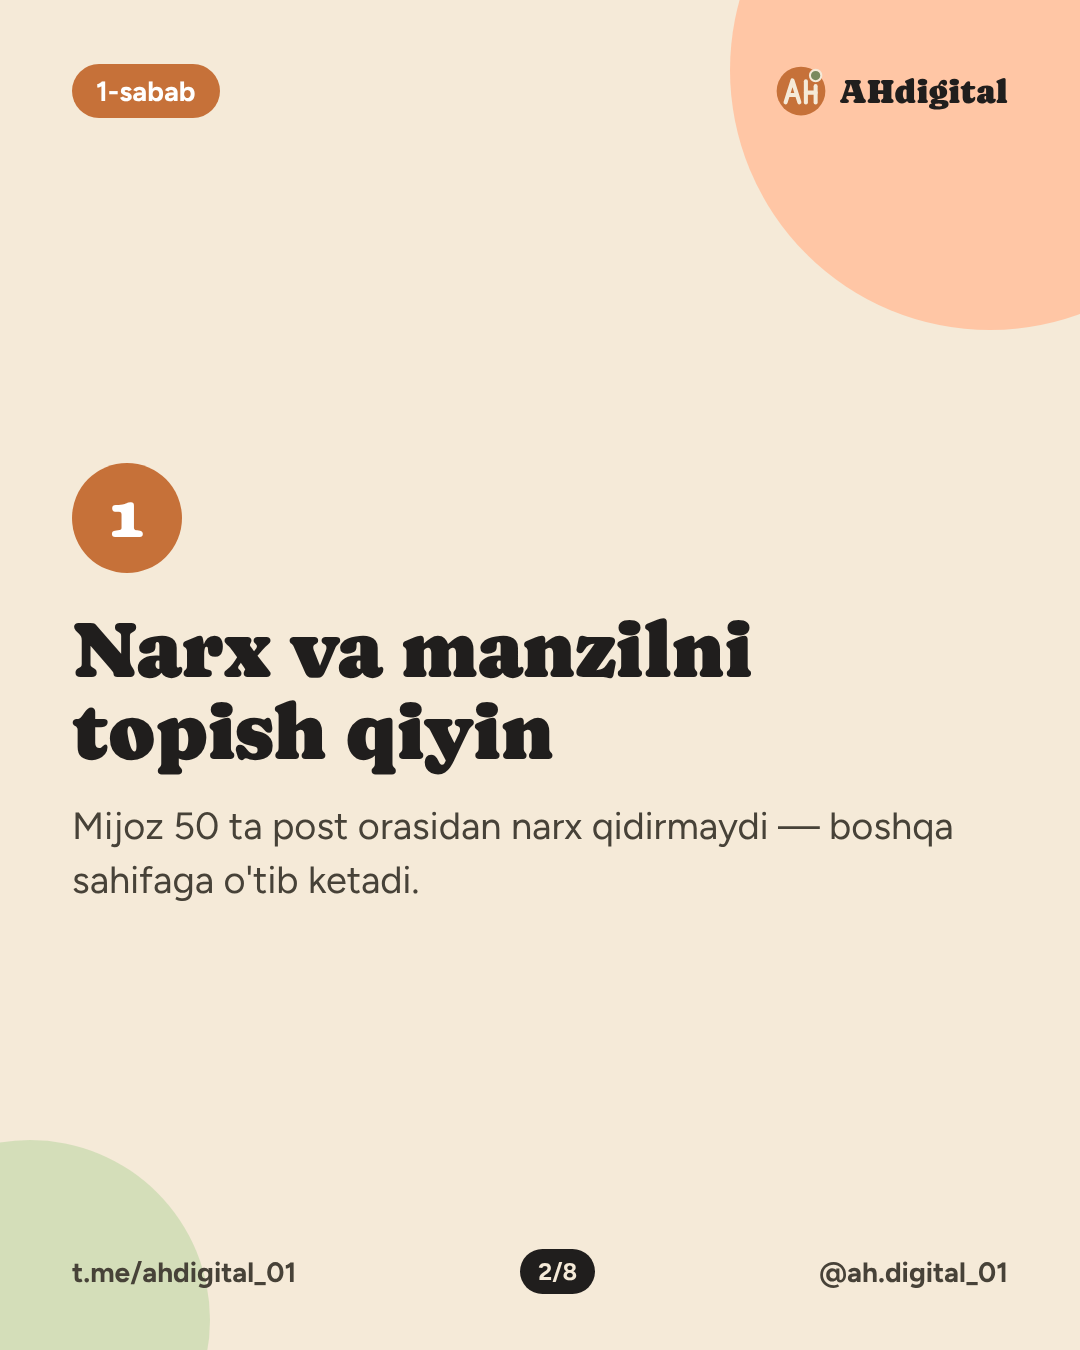 1-sabab
AH AHdigital
1
Narx va manzilni
topish qiyin
Mijoz 50 ta post orasidan narx qidirmaydi — boshqa
sahifaga o'tib ketadi.
t.me/ahdigital_01
2/8
@ah.digital_01